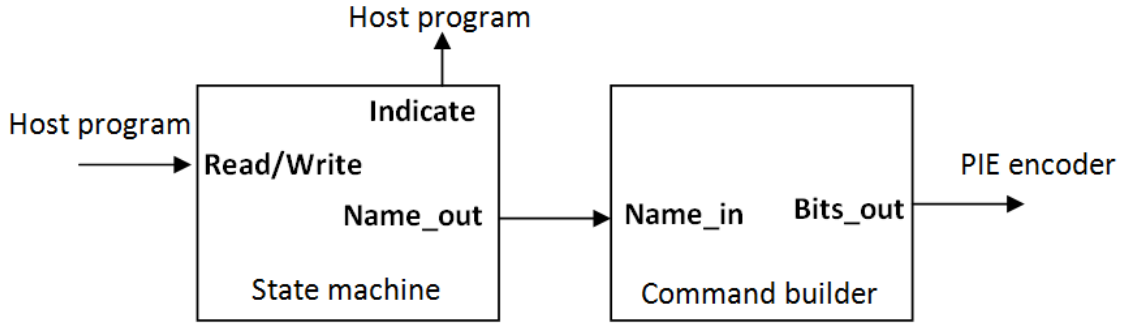 Host program
Indicate
Host program
Read/Write
PIE encoder
Name_out
Name_in
Bits_out
State machine
Command builder